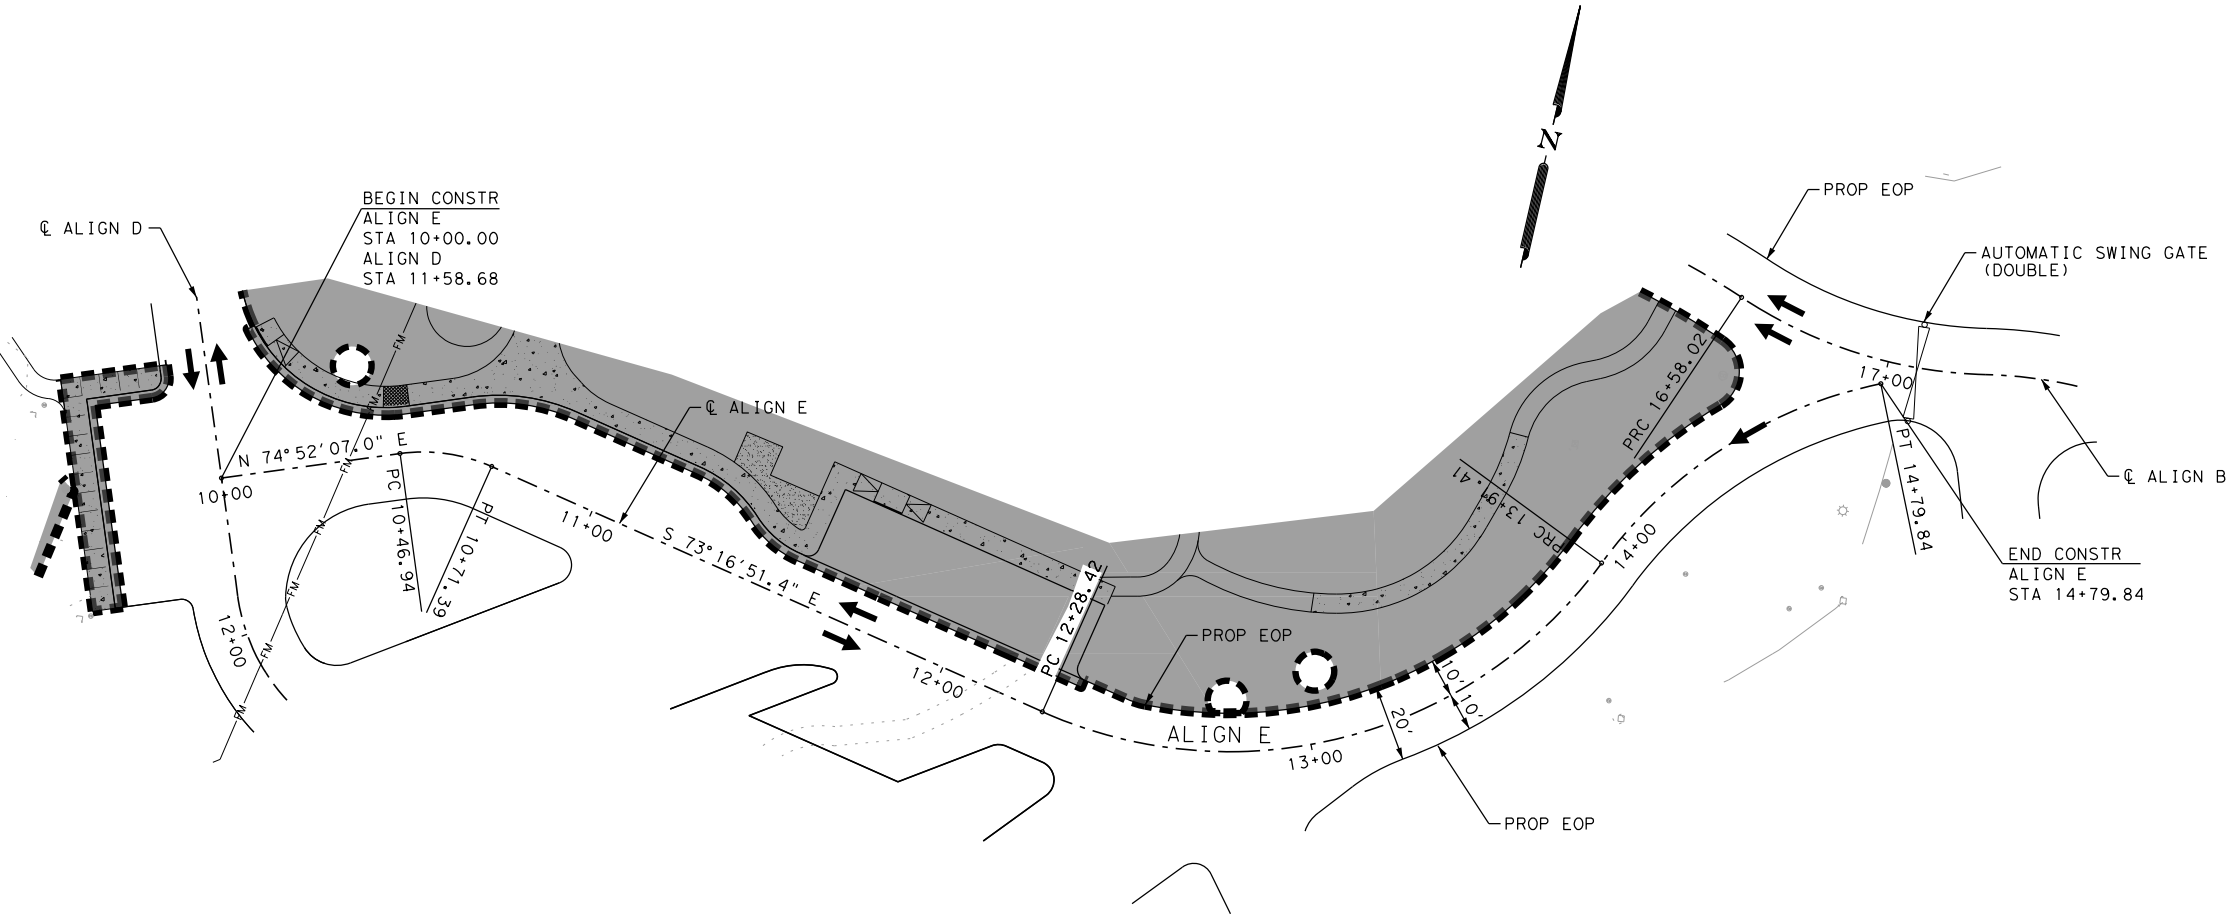 N
PROP EOP
BEGIN CONSTR
ALIGN E
STA 10+00.00
ALIGN D
STA 11+58.68
℄ ALIGN D
AUTOMATIC SWING GATE
(DOUBLE)
FM
FM
FM
FM
FM
FM
FM
PRC 16+58.02
17+00
℄ ALIGN E
N 74°52'07.0" E
10+00
PC 10+46.94
PT 10+71.39
11+00
S 73°16'51.4" E
PRC 13+97.41
14+00
PT 14+79.84
℄ ALIGN B
END CONSTR
ALIGN E
STA 14+79.84
12+00
PC 12+28.42
PROP EOP
12+00
10'
10'
20'
ALIGN E
13+00
PROP EOP